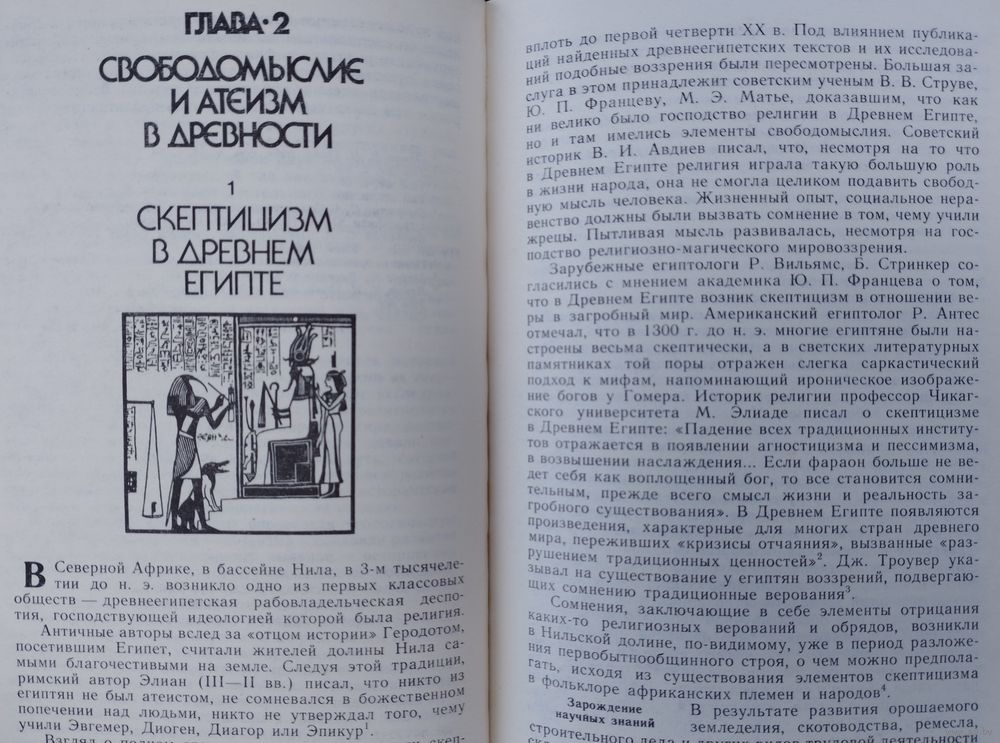 ГЛАВА·2
СВОБОДОМЫСЛИЕ
И АТЕИЗМ
В ДРЕВНОСТИ
1
СКЕПТИЦИЗМ
В ДРЕВНЕМ
ЕГИПТЕ
В Северной Африке, в бассейне Нила, в 3-м тысячеле-
тии до н. э. возникло одно из первых классовых
обществ — древнеегипетская рабовладельческая деспо-
тия, господствующей идеологией которой была религия.
Античные авторы вслед за «отцом истории» Геродотом,
посетившим Египет, считали жителей долины Нила са-
мыми благочестивыми на земле. Следуя этой традиции,
римский автор Элиан (III—II вв.) писал, что никто из
египтян не был атеистом, не сомневался в божественном
попечении над людьми, никто не утверждал того, чему
учили Эвгемер, Диоген, Диагор или Эпикур¹.
Взгляд о
вплоть до первой четверти XX в. Под влиянием публика-
ций найденных древнеегипетских текстов и их исследова-
ний подобные воззрения были пересмотрены. Большая за-
слуга в этом принадлежит советским ученым В. В. Струве,
Ю. П. Францеву, М. Э. Матье, доказавшим, что как
ни велико было господство религии в Древнем Египте,
но и там имелись элементы свободомыслия. Советский
историк В. И. Авдиев писал, что, несмотря на то что
в Древнем Египте религия играла такую большую роль
в жизни народа, она не смогла целиком подавить свобод-
ную мысль человека. Жизненный опыт, социальное нера-
венство должны были вызвать сомнение в том, чему учили
жрецы. Пытливая мысль развивалась, несмотря на гос-
подство религиозно-магического мировоззрения.
Зарубежные египтологи Р. Вильямс, Б. Стринкер со-
гласились с мнением академика Ю. П. Францева о том,
что в Древнем Египте возник скептицизм в отношении ве-
ры в загробный мир. Американский египтолог Р. Антес
отмечал, что в 1300 г. до н. э. многие египтяне были на-
строены весьма скептически, а в светских литературных
памятниках той поры отражен слегка саркастический
подход к мифам, напоминающий ироническое изображе-
ние богов у Гомера. Историк религии профессор Чикаг-
ского университета М. Элиаде писал о скептицизме
в Древнем Египте: «Падение всех традиционных институ-
тов отражается в появлении агностицизма и пессимизма,
в возвышении наслаждения... Если фараон больше не ве-
дет себя как воплощенный бог, то все становится сомни-
тельным, прежде всего смысл жизни и реальность за-
гробного существования». В Древнем Египте появляются
произведения, характерные для многих стран древнего
мира, переживших «кризисы отчаяния», вызванные «раз-
рушением традиционных ценностей»². Дж. Троувер ука-
зывал на существование у египтян воззрений, подвергаю-
щих сомнению традиционные верования³.
Сомнения, заключающие в себе элементы отрицания
каких-то религиозных верований и обрядов, возникли
в Нильской долине, по-видимому, уже в период разложе-
ния первобытнообщинного строя, о чем можно предпола-
гать, исходя из существования элементов скептицизма
в фольклоре африканских племен и народов⁴.
Зарождение
научных знаний
В результате развития орошаемого
земледелия, скотоводства, ремесла,
строительного дела и других видов трудовой деятельности